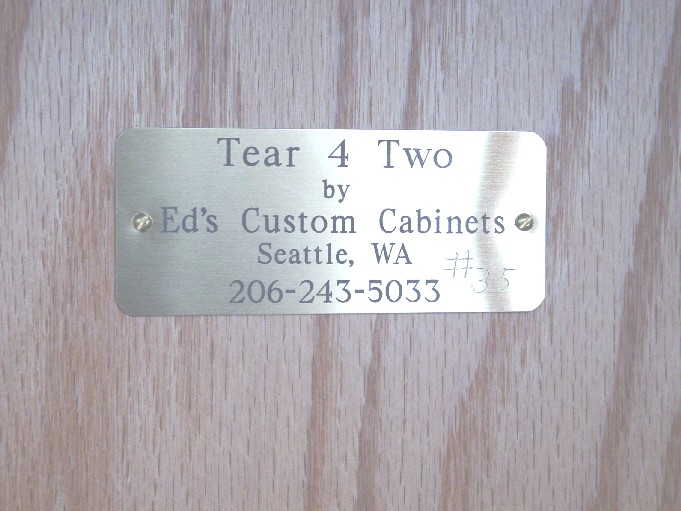 Tear 4 Two
by
Ed's Custom Cabinets
Seattle, WA
206-243-5033 #35